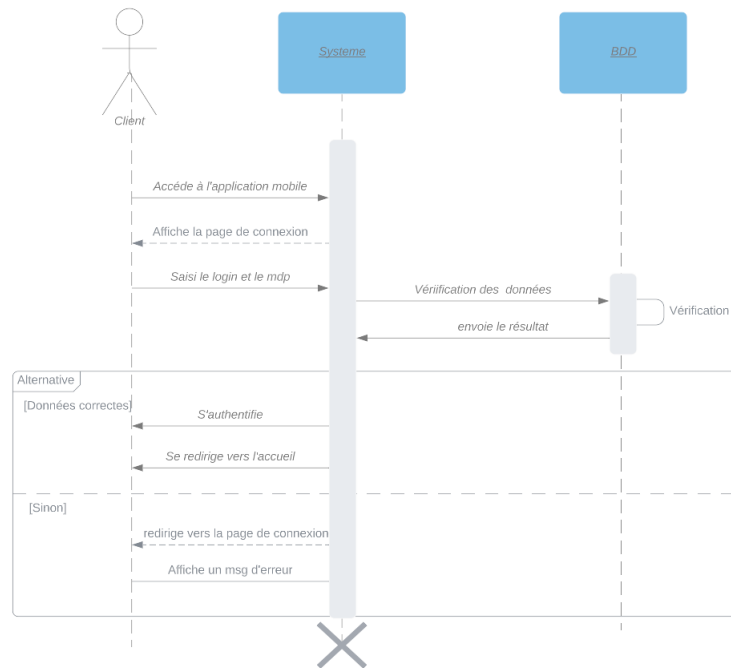 Systeme
BDD
Client
Accéde à l'application mobile
Affiche la page de connexion
Saisi le login et le mdp
Vériification des données
Vérification
envoie le résultat
Alternative
[Données correctes]
S'authentifie
Se redirige vers l'accueil
[Sinon]
redirige vers la page de connexion
Affiche un msg d'erreur